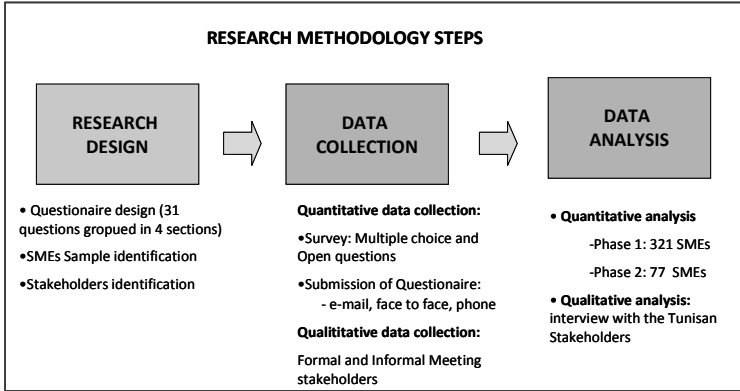 RESEARCH METHODOLOGY STEPS
RESEARCH
DESIGN
• Questionaire design (31
questions gropued in 4 sections)
•SMEs Sample identification
•Stakeholders identification
DATA
COLLECTION
Quantitative data collection:
•Survey: Multiple choice and
Open questions
•Submission of Questionaire:
- e-mail, face to face, phone
Qualititative data collection:
Formal and Informal Meeting
stakeholders
DATA
ANALYSIS
• Quantitative analysis
-Phase 1: 321 SMEs
-Phase 2: 77 SMEs
• Qualitative analysis:
interview with the Tunisan
Stakeholders